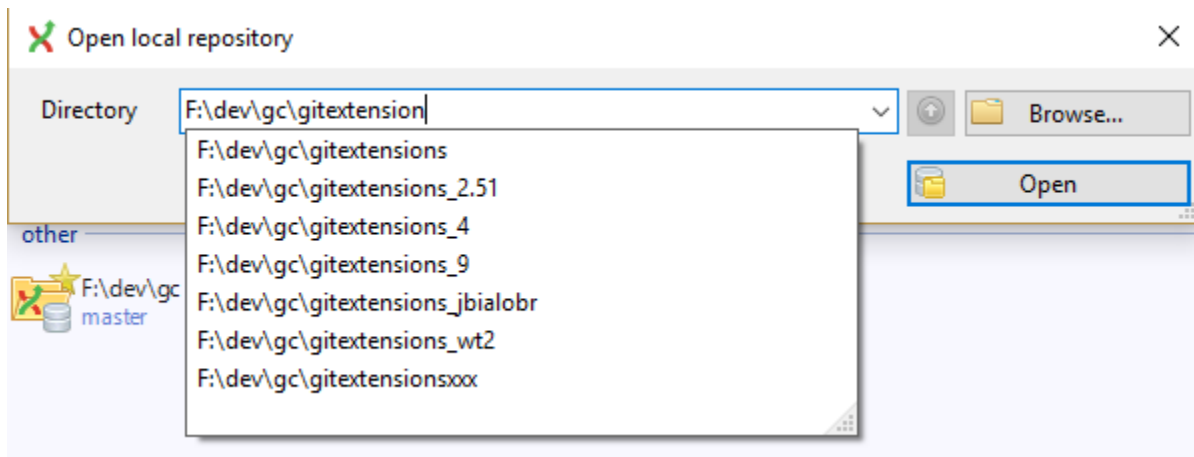 Open local repository
Directory
F:\dev\gc\gitextension
Browse...
F:\dev\gc\gitextensions
F:\dev\gc\gitextensions_2.51
Open
F:\dev\gc\gitextensions_4
other
F:\dev\gc\gitextensions_9
F:\dev\gc
F:\dev\gc\gitextensions_jbialobr
master
F:\dev\gc\gitextensions_wt2
F:\dev\gc\gitextensionsxxx